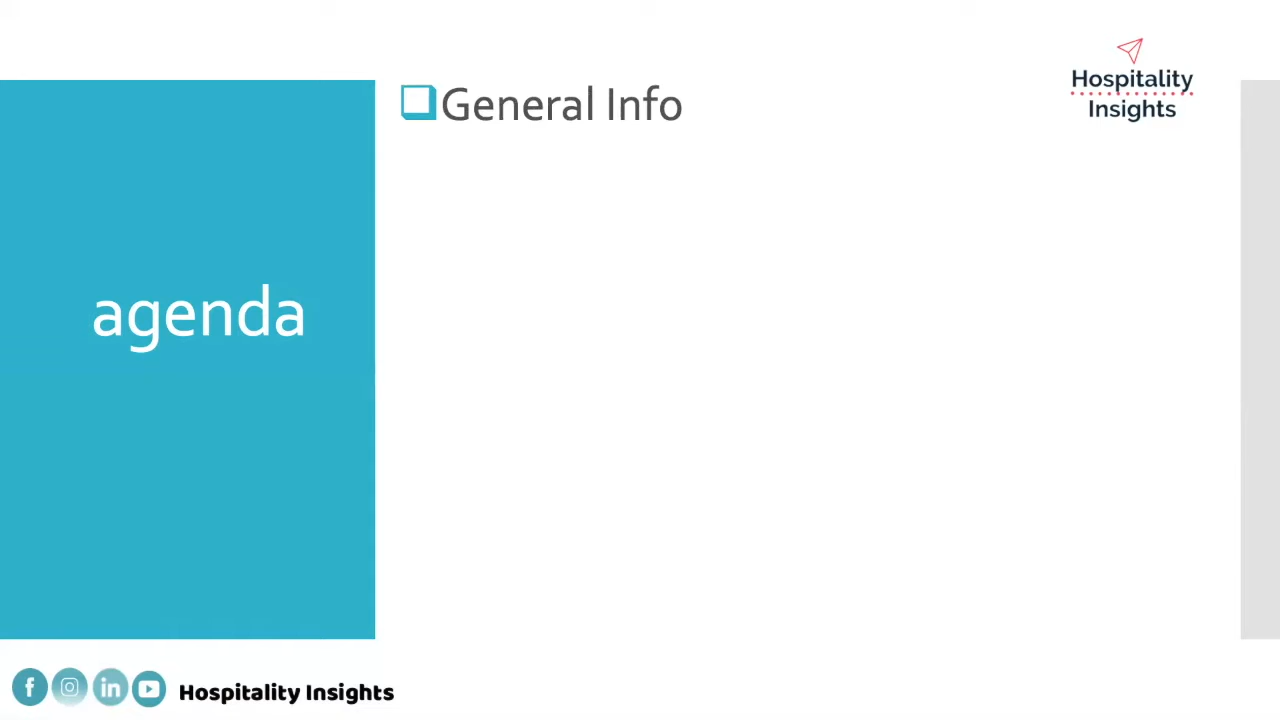 General Info
Hospitality
Insights
agenda
Hospitality Insights